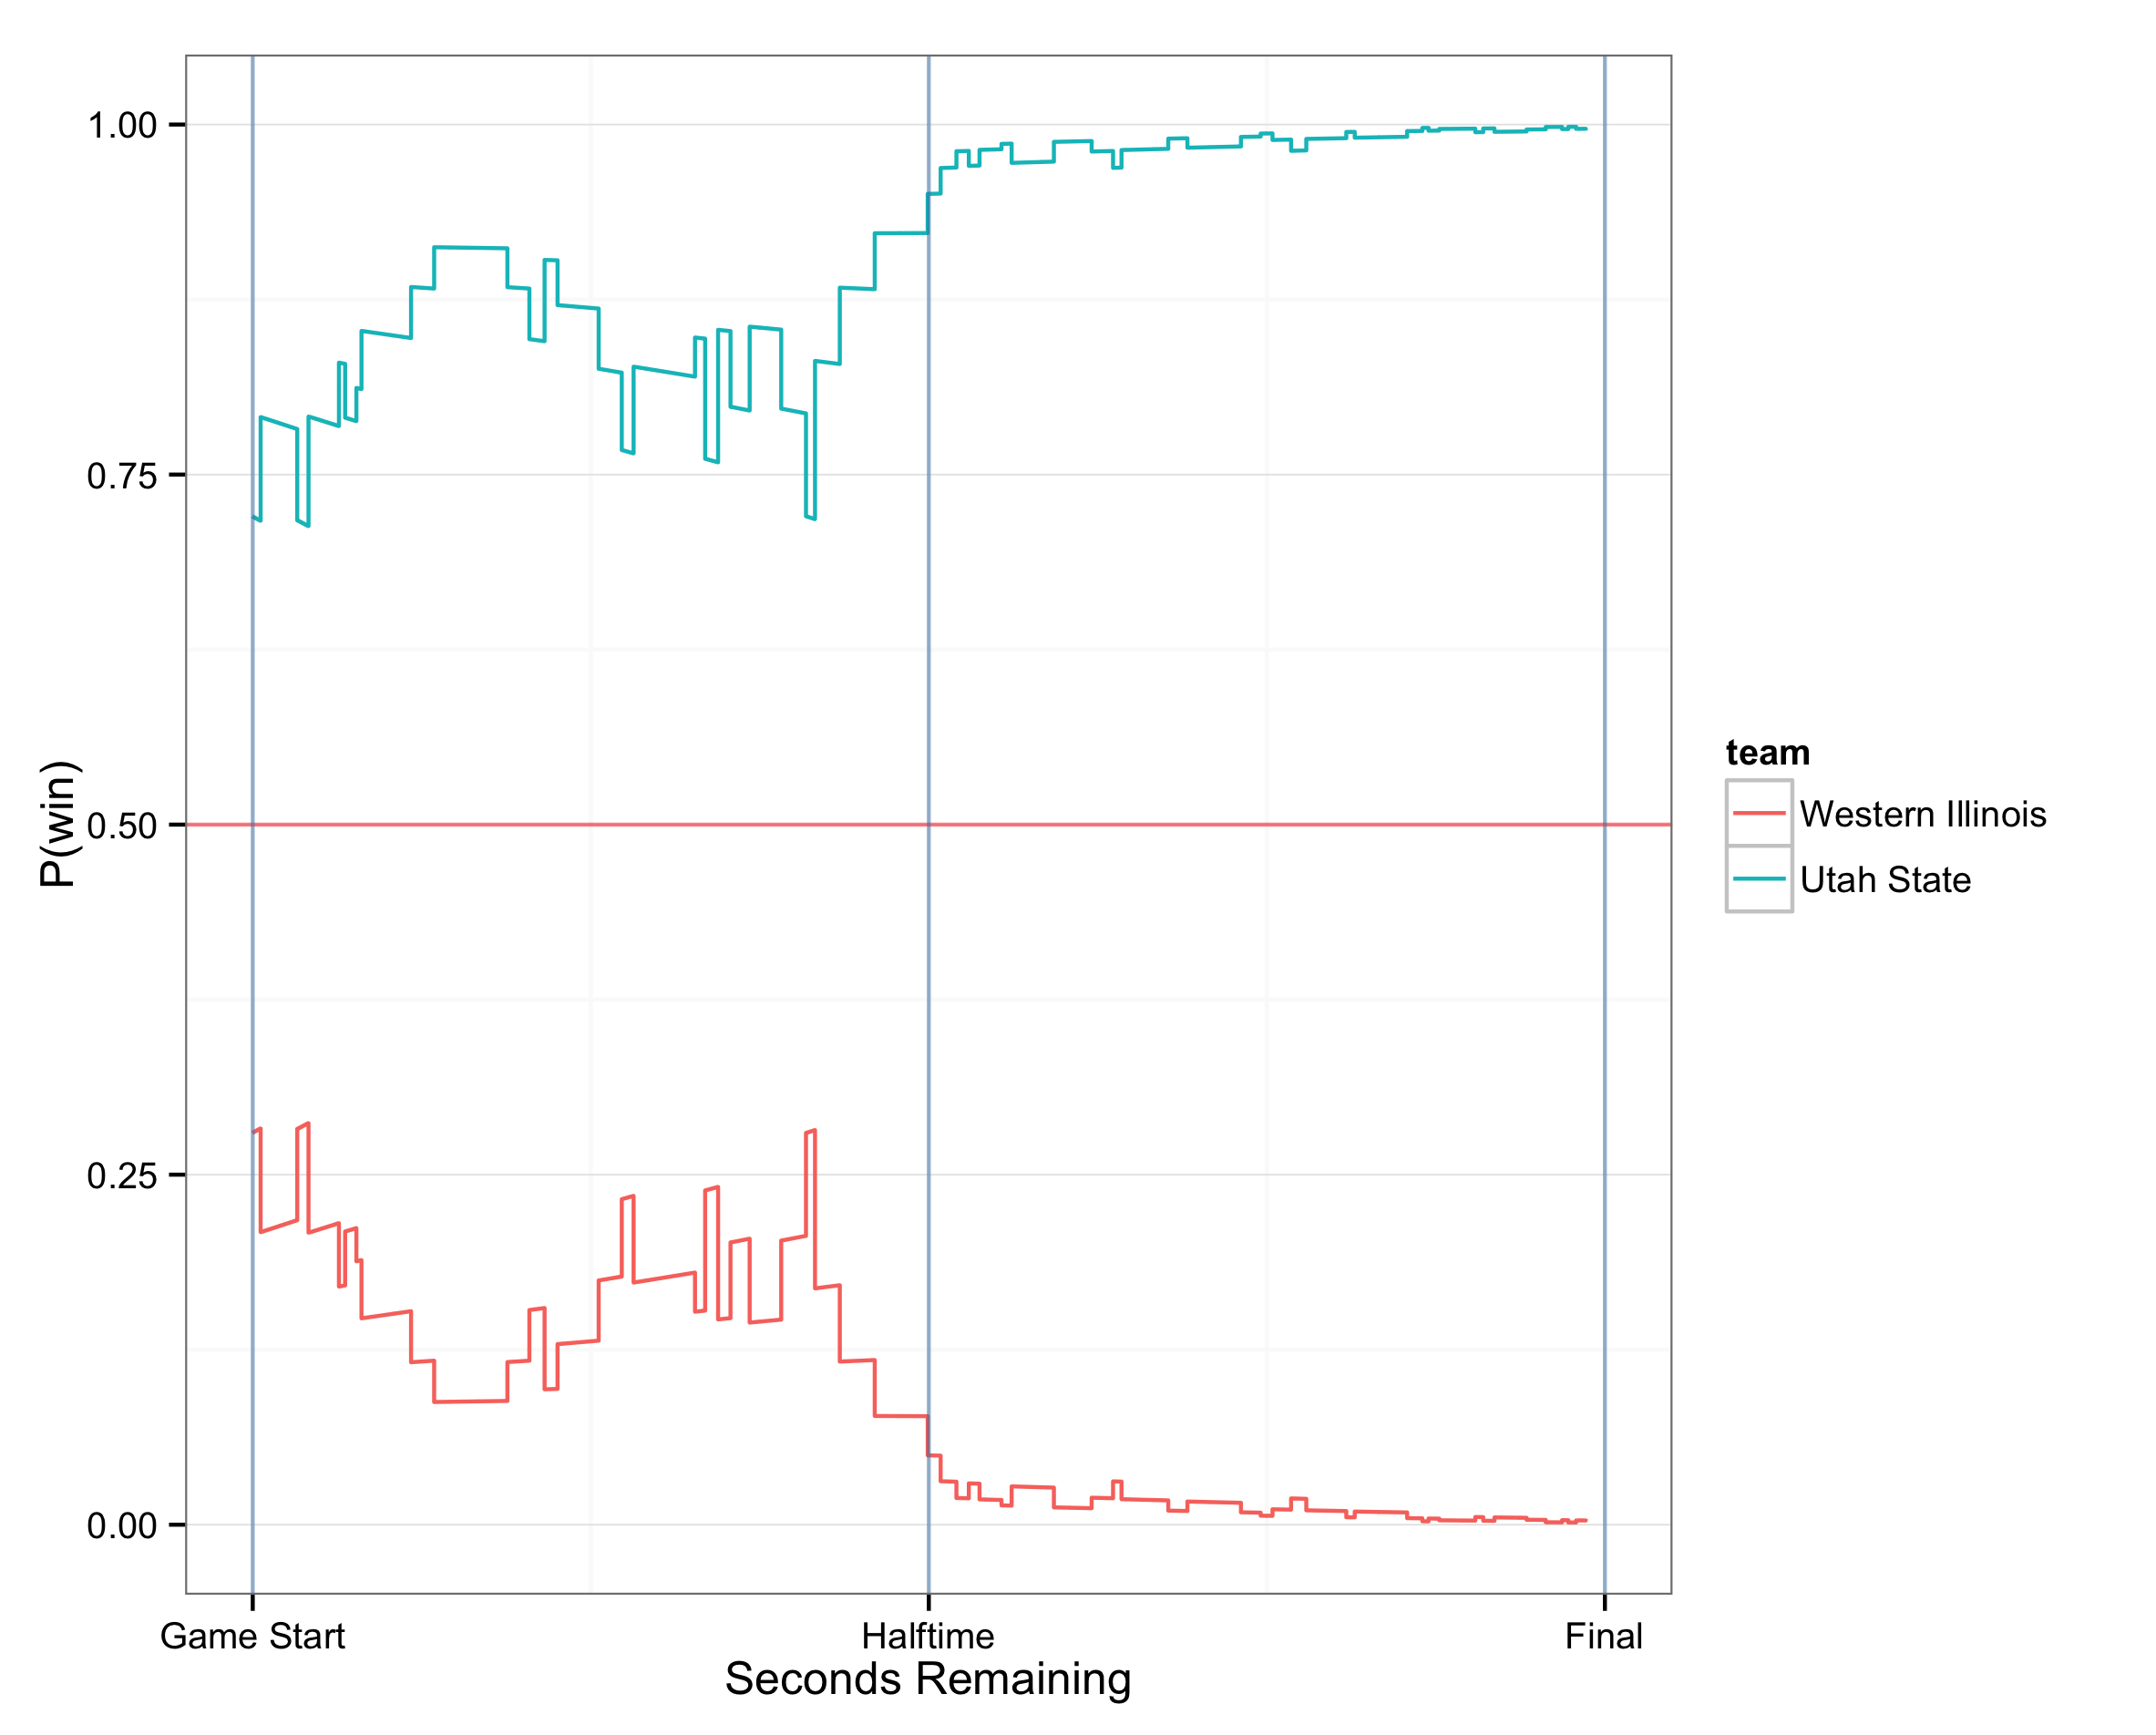 1.00
0.75
0.50
0.25
0.00
P(win)
Game Start
Halftime
Final
Seconds Remaining
team
Western Illinois
Utah State